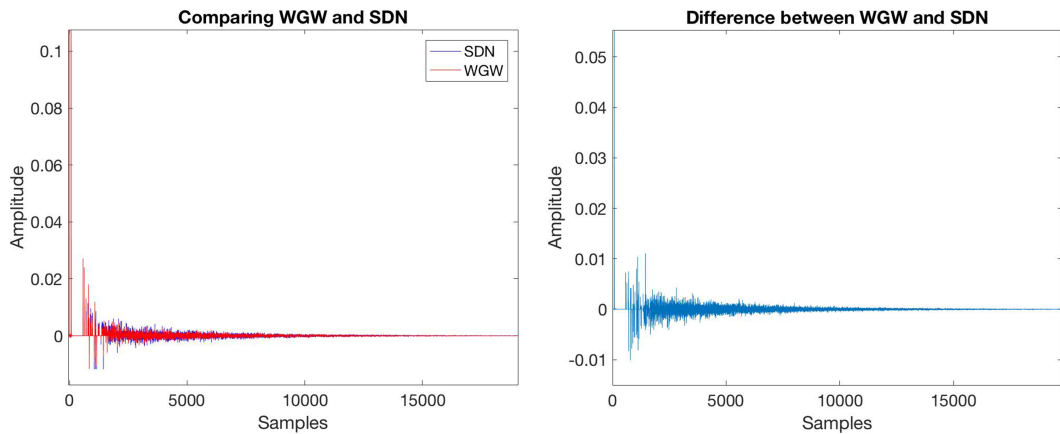 Comparing WGW and SDN
0.1
0.08
0.06
0.04
0.02
0
Amplitude
SDN
WGW
0
5000
10000
15000
Samples
Difference between WGW and SDN
0.05
0.04
0.03
0.02
0.01
0
-0.01
Amplitude
0
5000
10000
15000
Samples